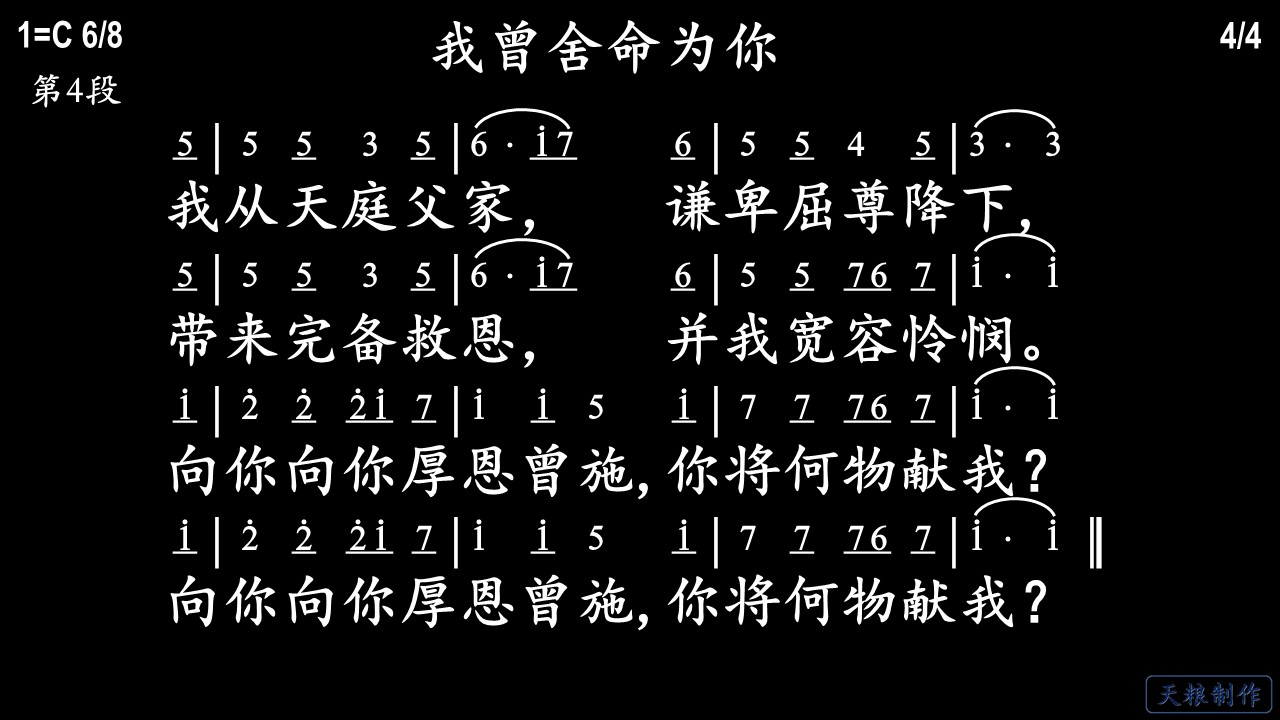 1=C 6/8
我曾舍命为你
4/4
第4段
5 | 5 5 3 5 | 6 · i 7 6 | 5 5 4 5 | 3 · 3
我从天庭父家， 谦卑屈尊降下，
5 | 5 5 3 5 | 6 · i 7 6 | 5 5 7 6 7 | i · i
带来完备救恩， 并我宽容怜悯。
i | 2 2 2 i 7 | i i 5 i | 7 7 7 6 7 | i · i
向你向你厚恩曾施，你将何物献我？
i | 2 2 2 i 7 | i i 5 i | 7 7 7 6 7 | i · i ‖
向你向你厚恩曾施，你将何物献我？
天粮制作